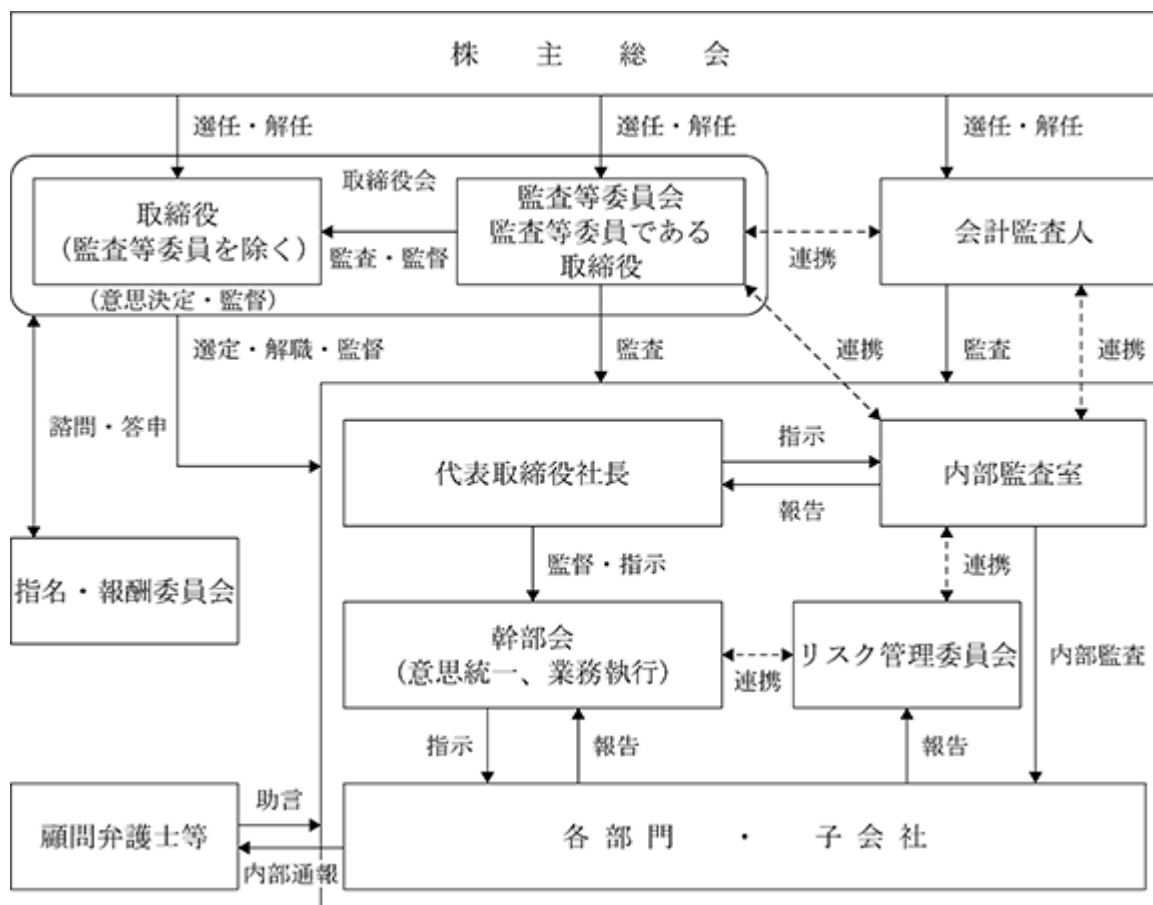 株主総会
選任・解任
選任・解任
選任・解任
取締役会
取締役
(監査等委員を除く)
監査・監督
監査等委員会
監査等委員である
取締役
連携
会計監査人
(意思決定・監督)
選定・解職・監督
監査
連携
監査
連携
諮問・答申
代表取締役社長
指示
報告
内部監査室
指名・報酬委員会
監督・指示
連携
幹部会
(意思統一、業務執行)
連携
リスク管理委員会
内部監査
指示
報告
報告
顧問弁護士等
助言
内部通報
各部門・子会社